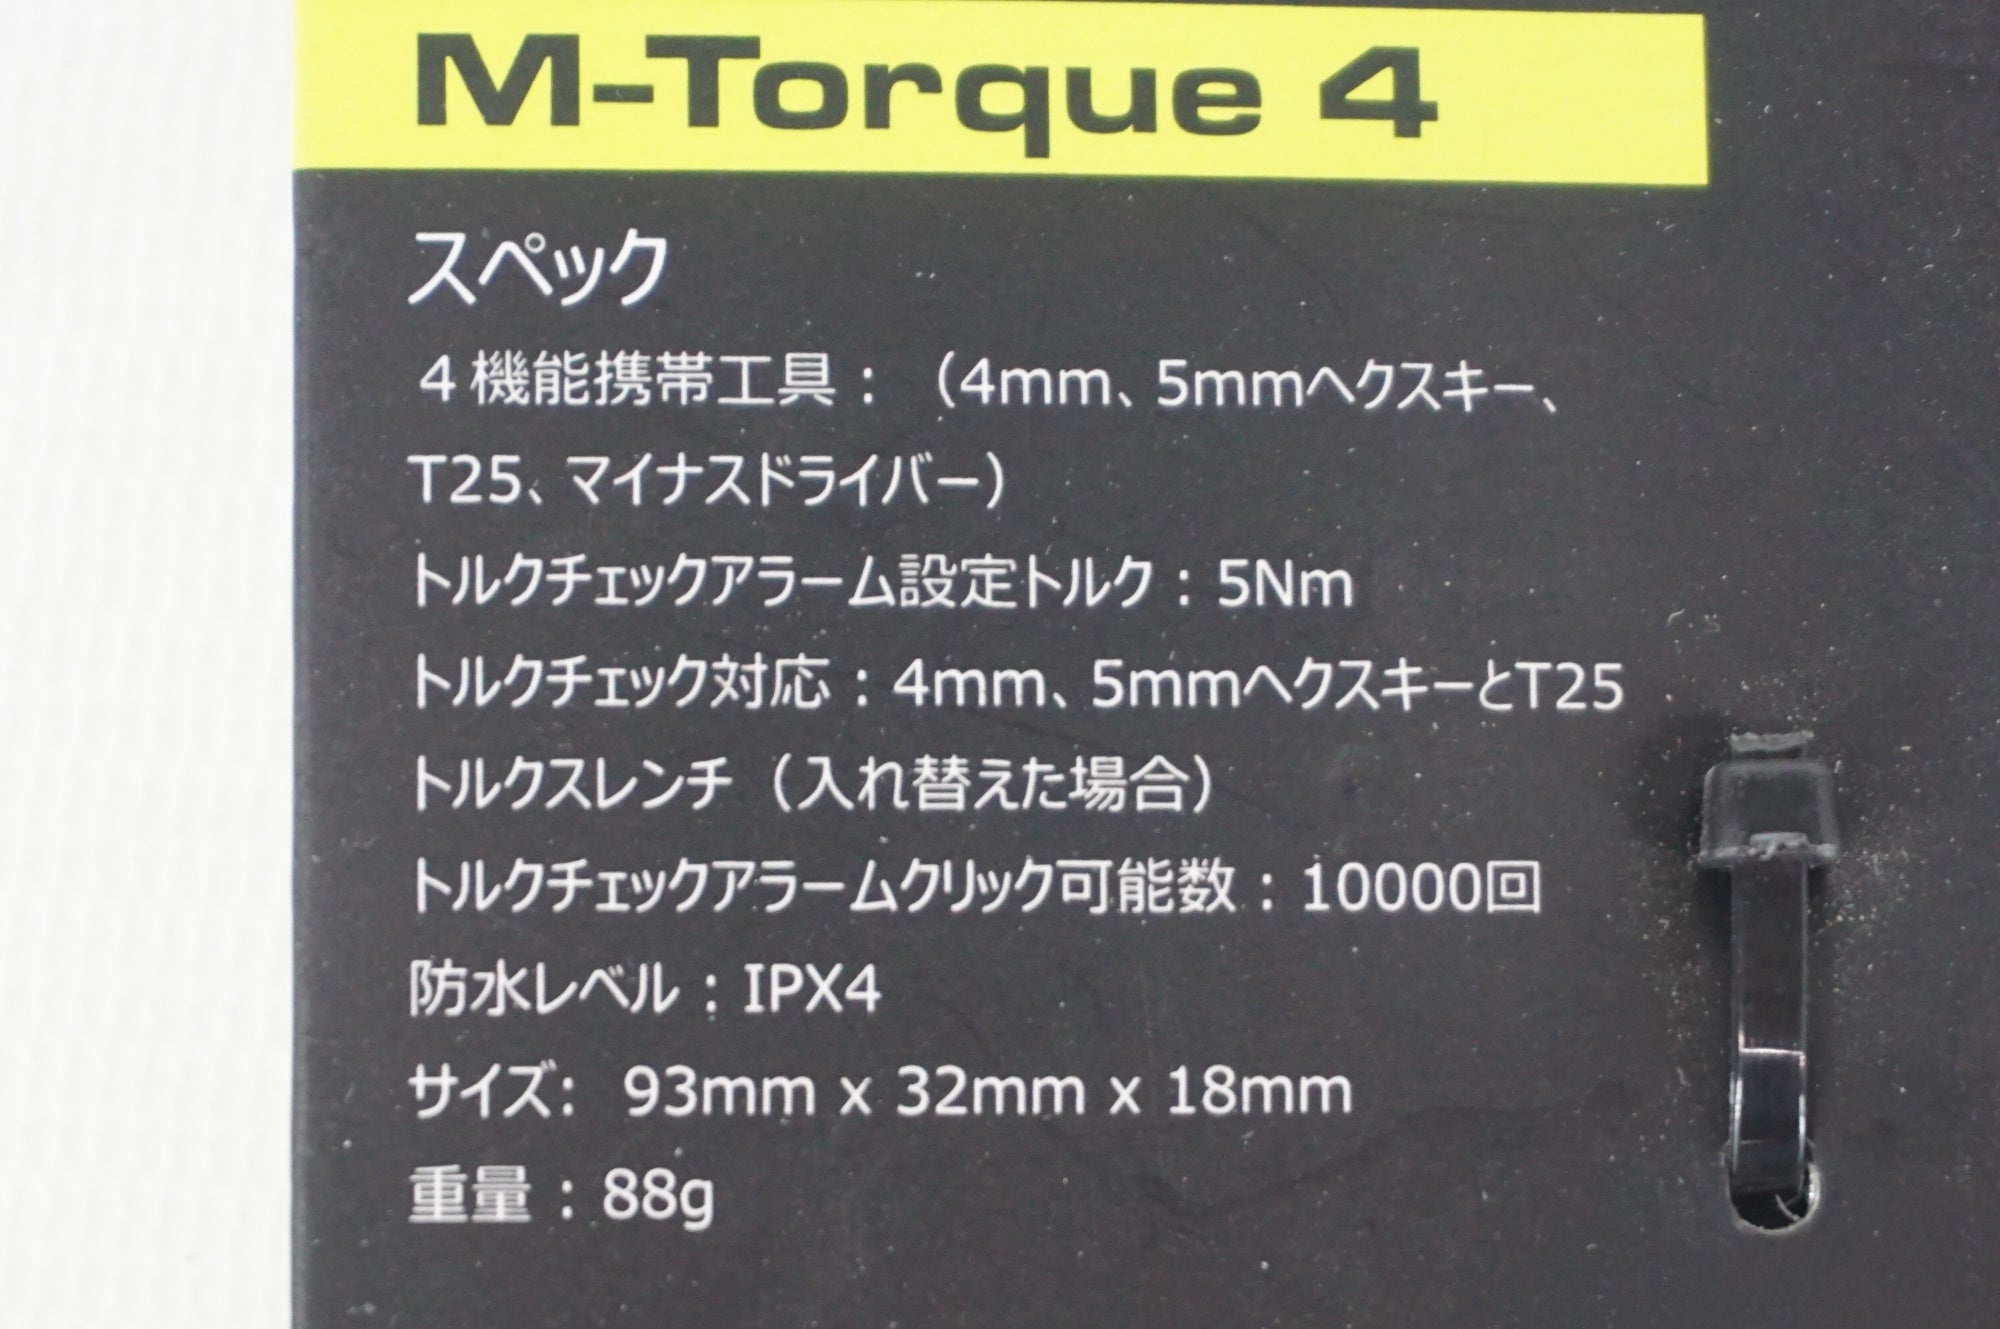 M-Torque 4
スペック
４機能携帯工具：（4mm、5mmヘクスキー、
T25、マイナスドライバー）
トルクチェックアラーム設定トルク：5Nm
トルクチェック対応：4mm、5mmヘクスキーとT25
トルクスレンチ（入れ替えた場合）
トルクチェックアラームクリック可能数：10000回
防水レベル：IPX4
サイズ： 93mm x 32mm x 18mm
重量：88g